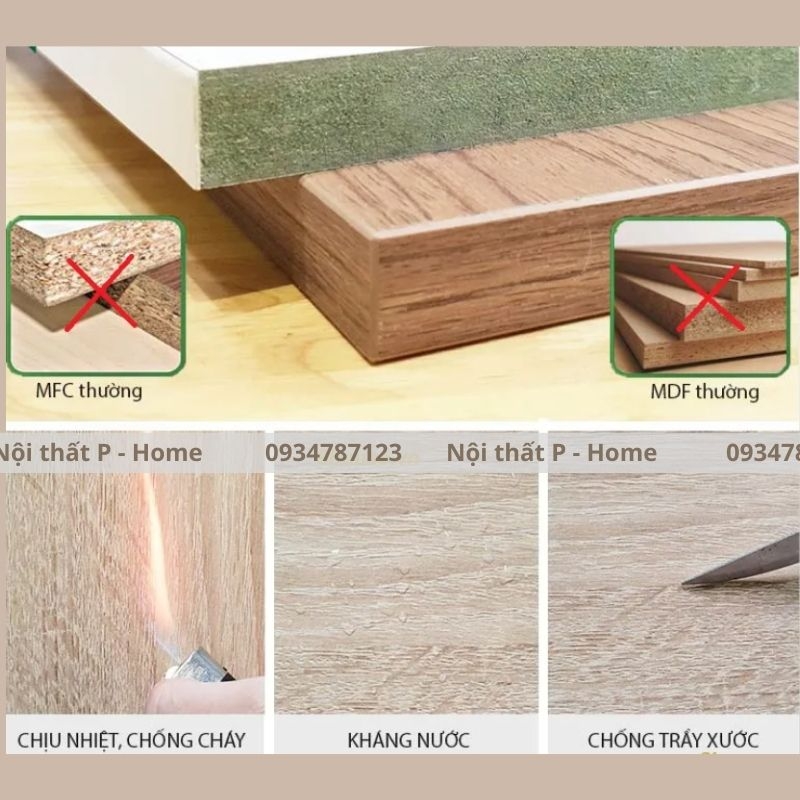 MFC thường
MDF thường
Nội thất P - Home 0934787123 Nội thất P - Home 09347
CHỊU NHIỆT, CHỐNG CHÁY
KHÁNG NƯỚC
CHỐNG TRẦY XƯỚC